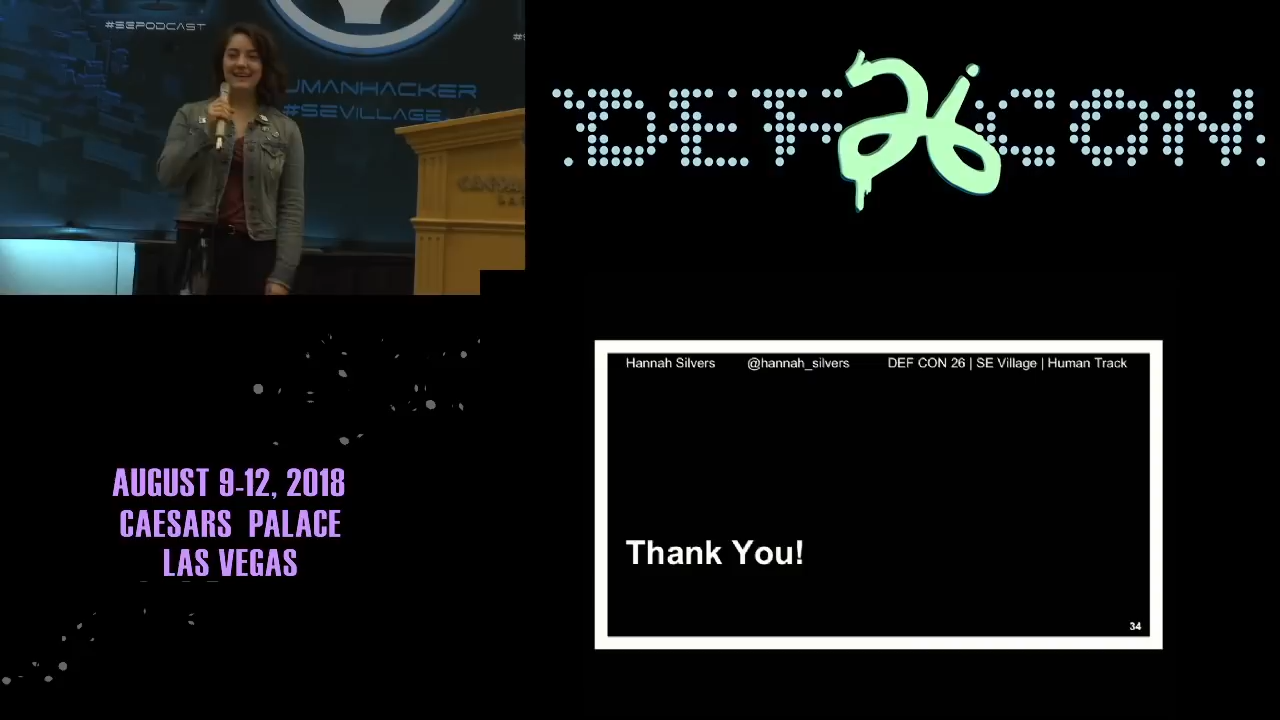 #SEPODCAST
UMANHACKER
#SEVILLAGE
DEF 26 CON
AUGUST 9-12, 2018
CAESARS PALACE
LAS VEGAS
Hannah Silvers @hannah_silvers DEF CON 26 | SE Village | Human Track
Thank You!
34